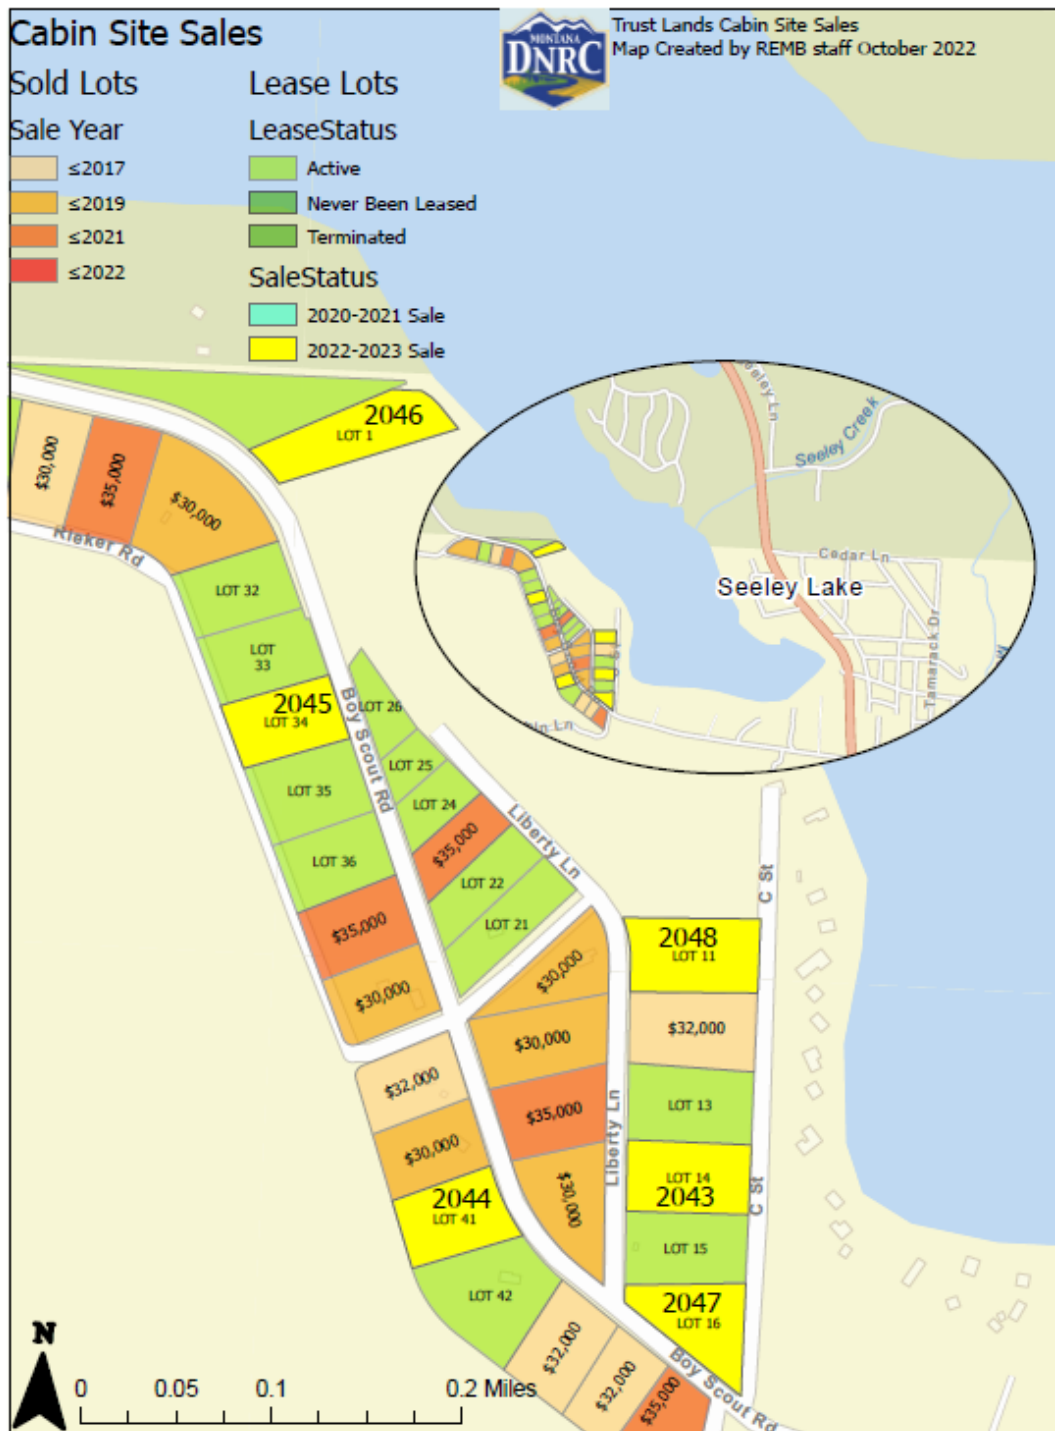 Cabin Site Sales
MONTANA
DNRC
Trust Lands Cabin Site Sales
Map Created by REMB staff October 2022
Sold Lots
Sale Year
≤2017
≤2019
≤2021
≤2022
Lease Lots
LeaseStatus
Active
Never Been Leased
Terminated
SaleStatus
2020-2021 Sale
2022-2023 Sale
2046
LOT 1
$30,000
$35,000
$30,000
Rieker Rd
LOT 32
LOT
33
2045
LOT 34
LOT 35
LOT 36
$35,000
$30,000
Boy Scout Rd
LOT 26
LOT 25
LOT 24
$35,000
LOT 22
LOT 21
Liberty Ln
Seeley Ln
Seeley Creek
Cedar Ln
Seeley Lake
Tamarack Dr
C St
$30,000
$30,000
$35,000
$30,000
Liberty Ln
2048
LOT 11
$32,000
LOT 13
LOT 14
2043
LOT 15
2047
LOT 16
C St
$32,000
$30,000
2044
LOT 41
LOT 42
$32,000
$32,000
$35,000
Boy Scout Rd
N
0 0.05 0.1 0.2 Miles